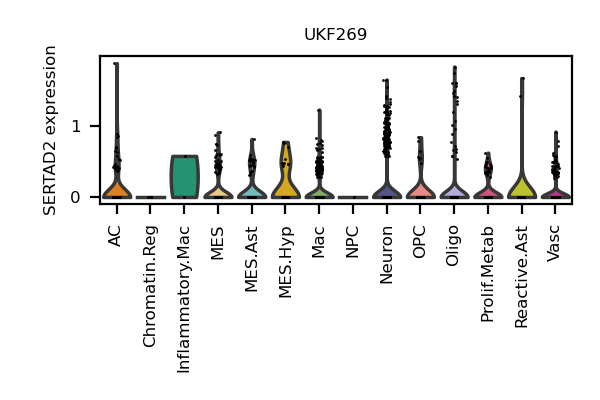 UKF269
SERTAD2 expression
1
0
AC
Chromatin.Reg
Inflammatory.Mac
MES
MES.Ast
MES.Hyp
Mac
NPC
Neuron
OPC
Oligo
Prolif.Metab
Reactive.Ast
Vasc